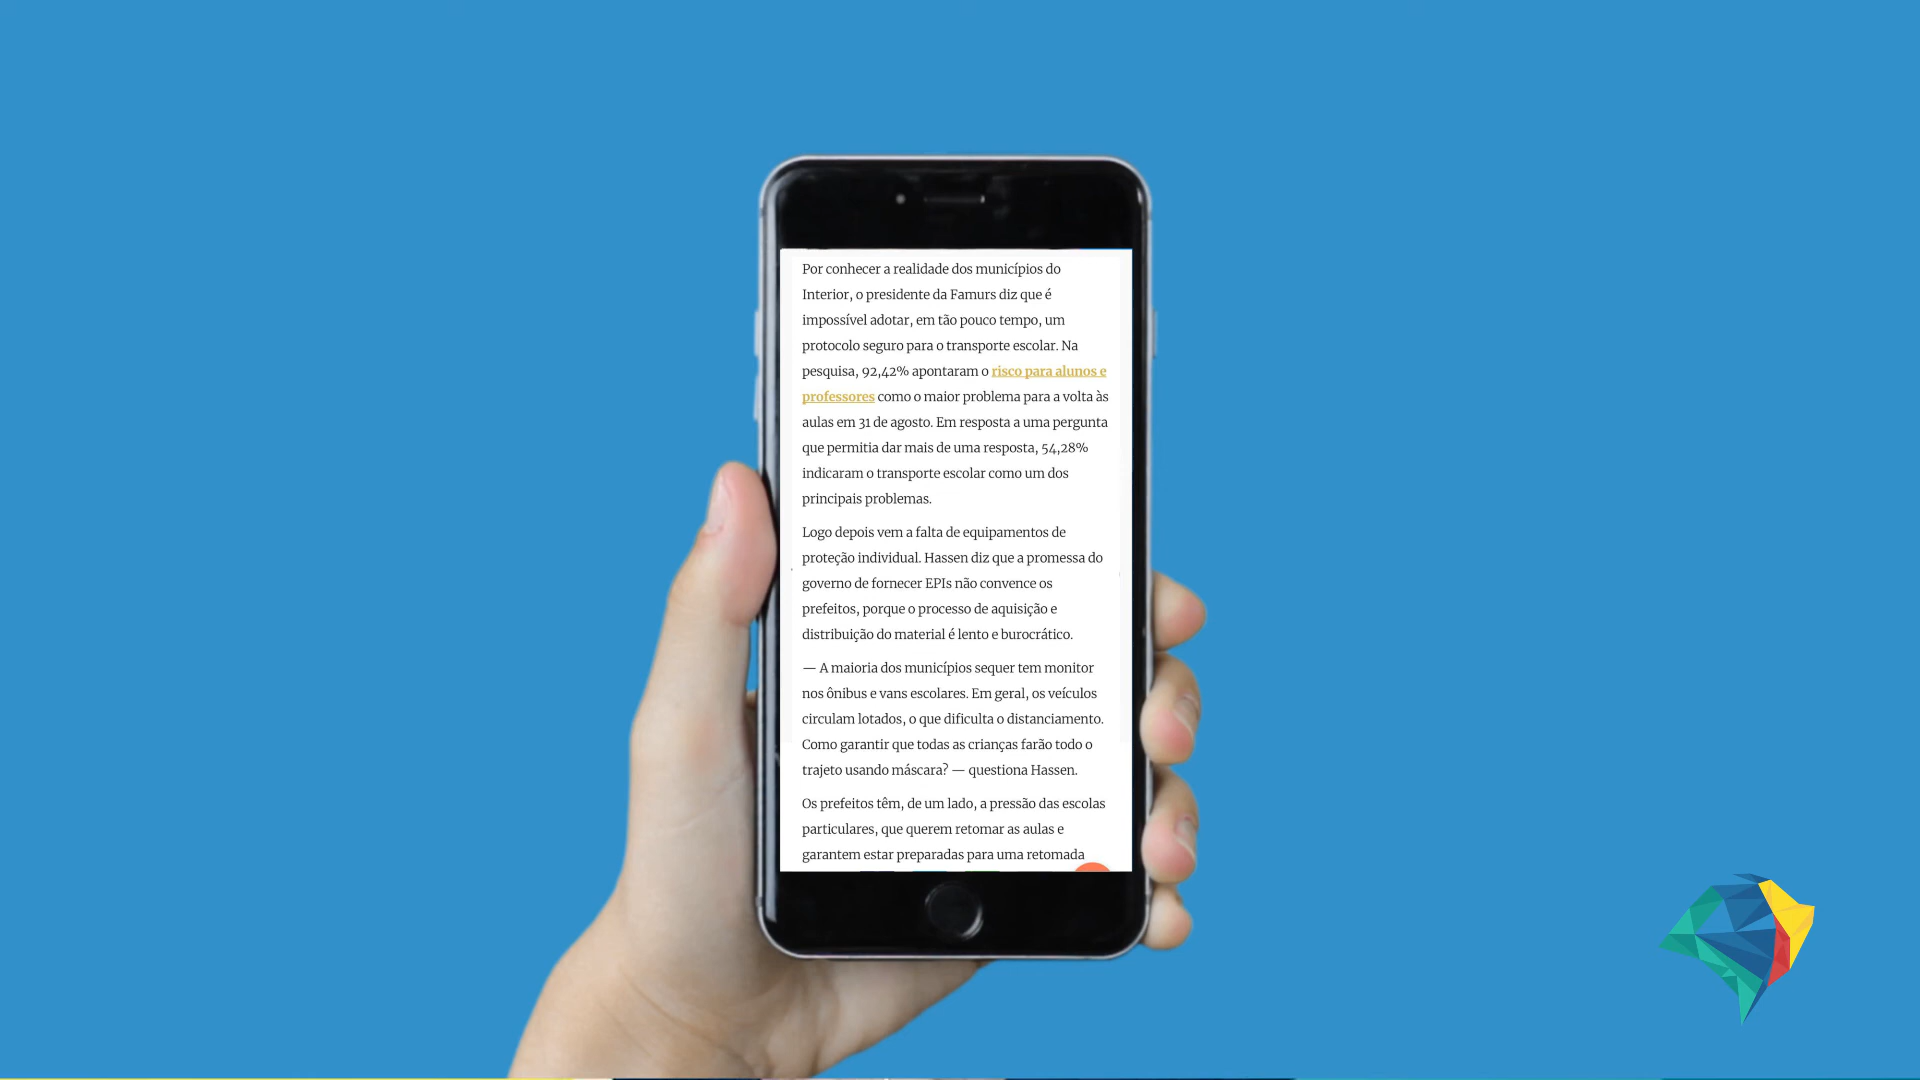 Por conhecer a realidade dos municípios do
Interior, o presidente da Famurs diz que é
impossível adotar, em tão pouco tempo, um
protocolo seguro para o transporte escolar. Na
pesquisa, 92,42% apontaram o risco para alunos e
professores como o maior problema para a volta às
aulas em 31 de agosto. Em resposta a uma pergunta
que permitia dar mais de uma resposta, 54,28%
indicaram o transporte escolar como um dos
principais problemas.
Logo depois vem a falta de equipamentos de
proteção individual. Hassen diz que a promessa do
governo de fornecer EPIs não convence os
prefeitos, porque o processo de aquisição e
distribuição do material é lento e burocrático.
— A maioria dos municípios sequer tem monitor
nos ônibus e vans escolares. Em geral, os veículos
circulam lotados, o que dificulta o distanciamento.
Como garantir que todas as crianças farão todo o
trajeto usando máscara? — questiona Hassen.
Os prefeitos têm, de um lado, a pressão das escolas
particulares, que querem retomar as aulas e
garantem estar preparadas para uma retomada